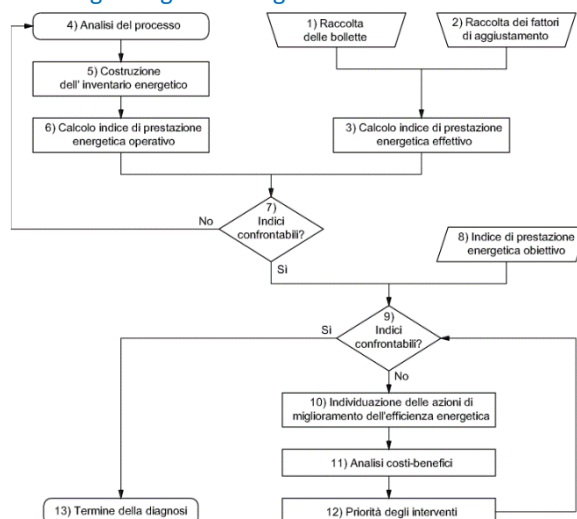 4) Analisi del processo
1) Raccolta
delle bollette
2) Raccolta dei fattori
di aggiustamento
5) Costruzione
dell' inventario energetico
6) Calcolo indice di prestazione
energetica operativo
3) Calcolo indice di prestazione
energetica effettivo
7)
Indici
confrontabili?
No
Sì
8) Indice di prestazione
energetica obiettivo
9)
Indici
confrontabili?
Sì
No
10) Individuazione delle azioni di
miglioramento dell'efficienza energetica
11) Analisi costi-benefici
12) Priorità degli interventi
13) Termine della diagnosi